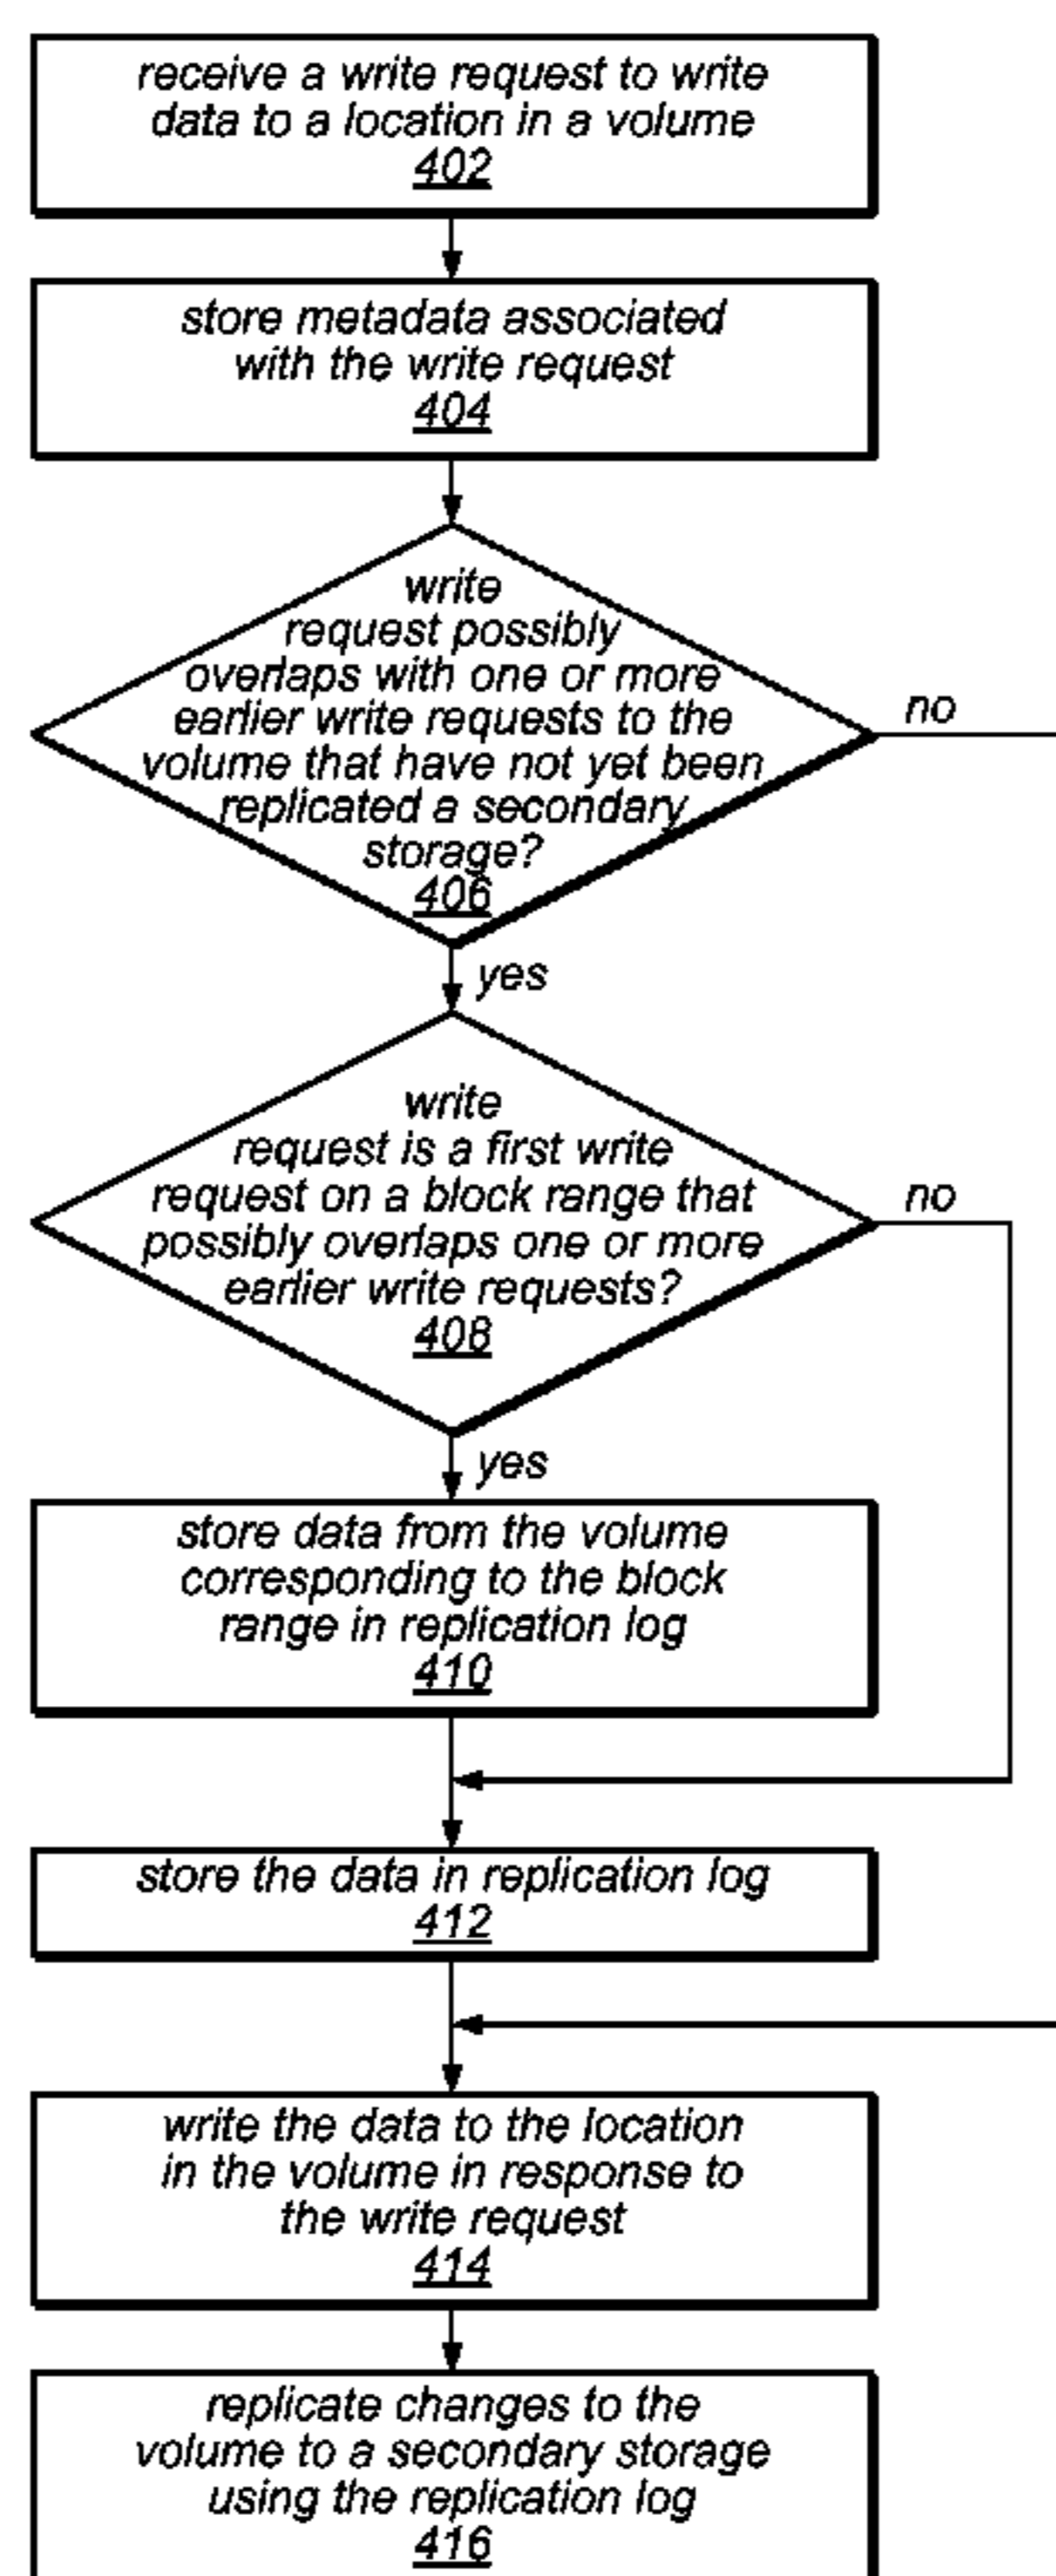 receive a write request to write
data to a location in a volume
402
store metadata associated
with the write request
404
write
request possibly
overlaps with one or more
earlier write requests to the
volume that have not yet been
replicated a secondary
storage?
406
no
yes
write
request is a first write
request on a block range that
possibly overlaps one or more
earlier write requests?
408
no
yes
store data from the volume
corresponding to the block
range in replication log
410
store the data in replication log
412
write the data to the location
in the volume in response to
the write request
414
replicate changes to the
volume to a secondary storage
using the replication log
416